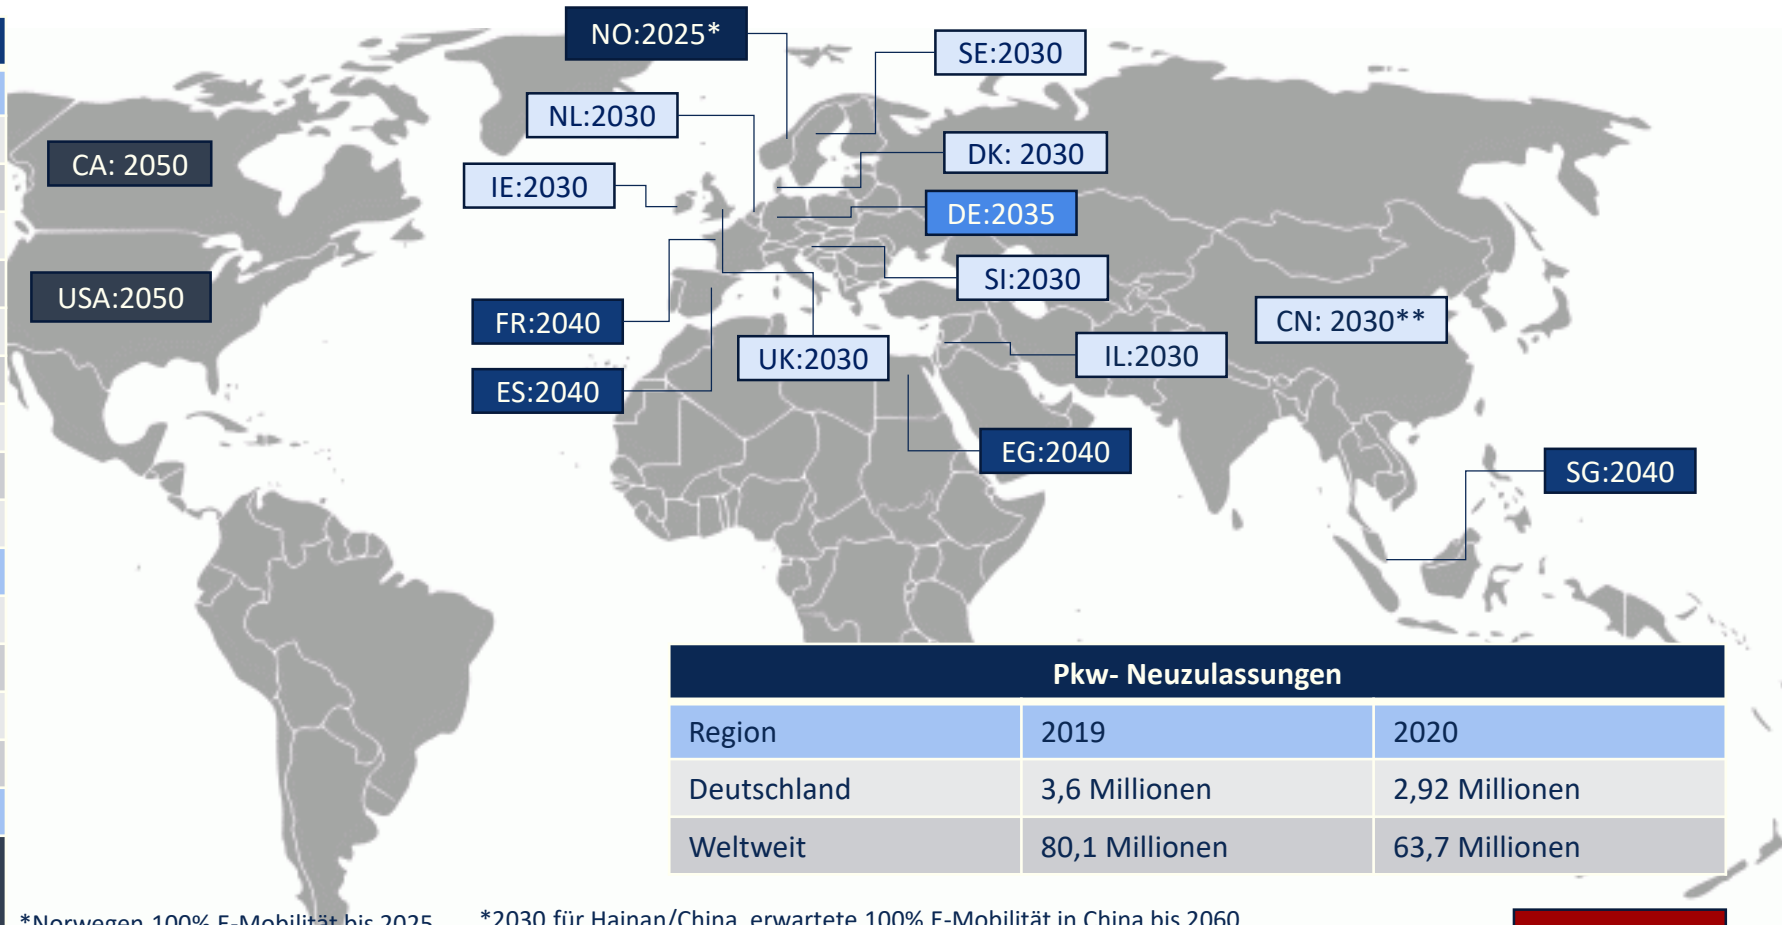 NO:2025*
SE:2030
NL:2030
DK: 2030
CA: 2050
IE:2030
DE:2035
SI:2030
USA:2050
FR:2040
CN: 2030**
UK:2030
IL:2030
ES:2040
EG:2040
SG:2040
Pkw- Neuzulassungen
Region 2019 2020
Deutschland 3,6 Millionen 2,92 Millionen
Weltweit 80,1 Millionen 63,7 Millionen
*Norwegen 100% E-Mobilität bis 2025
*2030 für Hainan/China, erwartete 100% E-Mobilität in China bis 2060